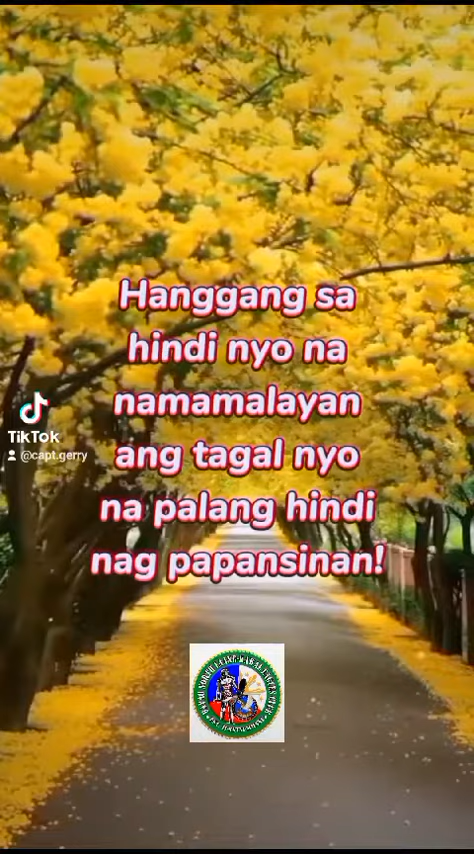 Hanggang sa
hindi nyo na
namamalayan
ang tagal nyo
na palang hindi
nag papansinan!
TikTok
@capt.gerry